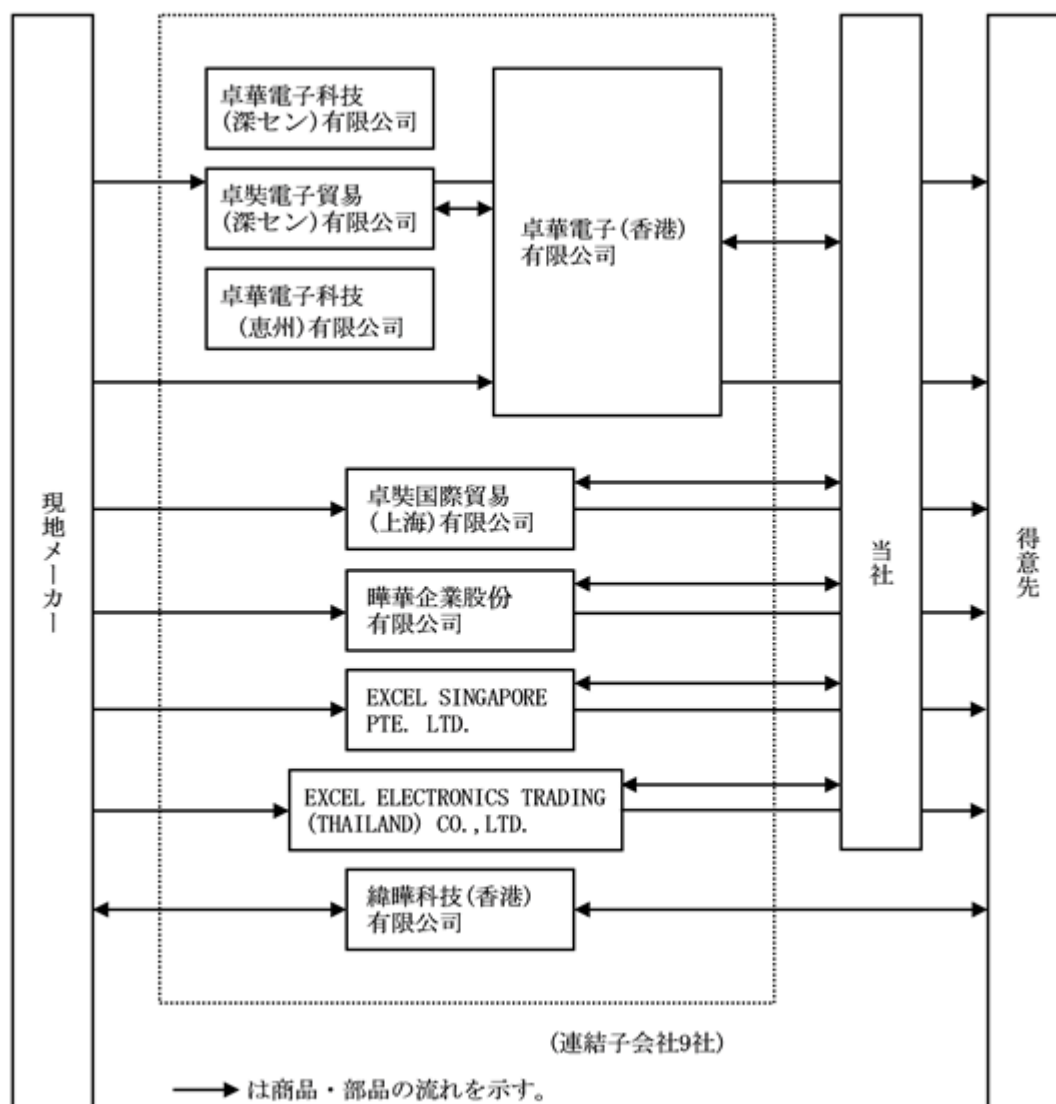 卓華電子科技
(深セン)有限公司
卓奘電子貿易
(深セン)有限公司
卓華電子科技
(恵州)有限公司
卓華電子(香港)
有限公司
現地メーカー
卓奘国際貿易
(上海)有限公司
曄華企業股份
有限公司
EXCEL SINGAPORE
PTE. LTD.
EXCEL ELECTRONICS TRADING
(THAILAND) CO.,LTD.
緯曄科技(香港)
有限公司
当社
得意先
(連結子会社9社)
は商品・部品の流れを示す。